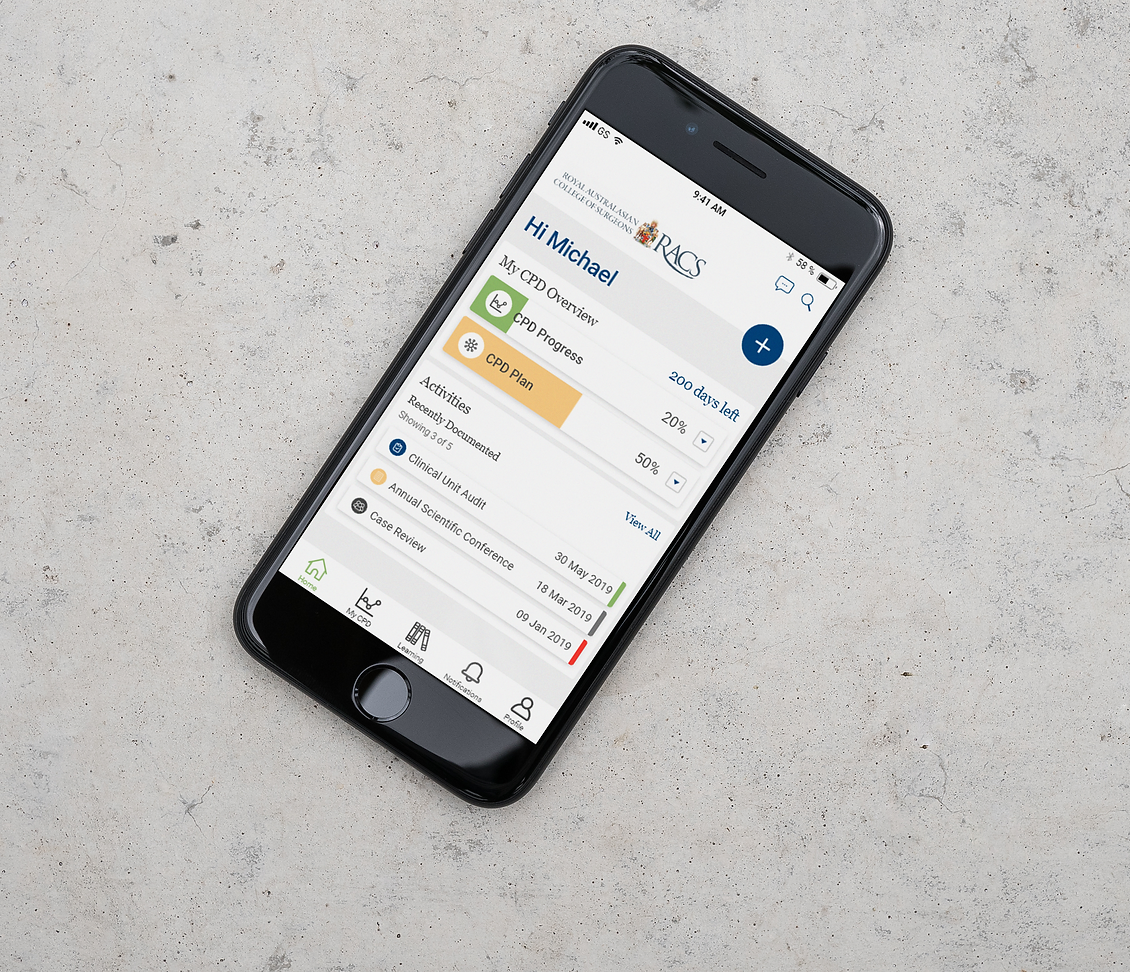 GS
9:41 AM
58 %
ROYAL AUSTRALASIAN
COLLEGE OF SURGEONS
RACS
Hi Michael
My CPD Overview
200 days left
CPD Progress
20%
CPD Plan
50%
Activities
Recently Documented
Showing 3 of 5
View All
Clinical Unit Audit
30 May 2019
Annual Scientific Conference
18 Mar 2019
Case Review
09 Jan 2019
Home
My CPD
Learning
Notifications
Profile